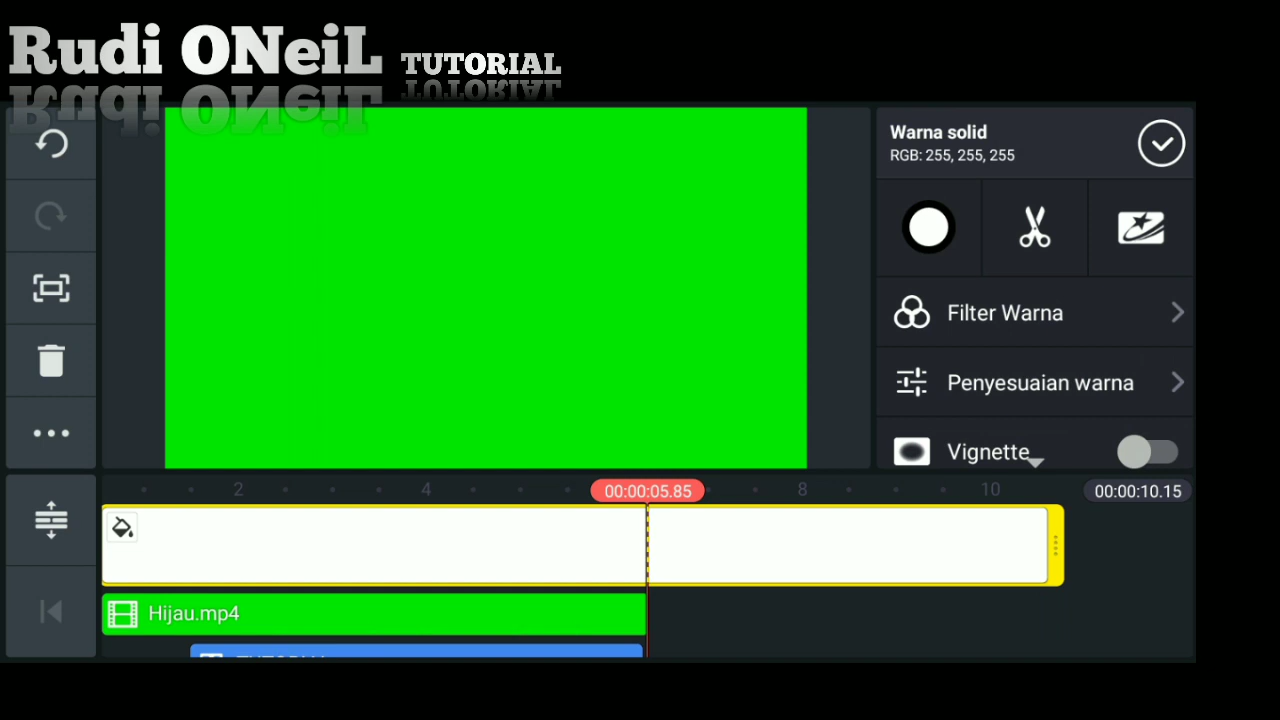 Rudi ONeiL TUTORIAL
Warna solid
RGB: 255, 255, 255
Filter Warna
Penyesuaian warna
Vignette
2 4 00:00:05.85 8 10 00:00:10.15
Hijau.mp4
TUTORIAL